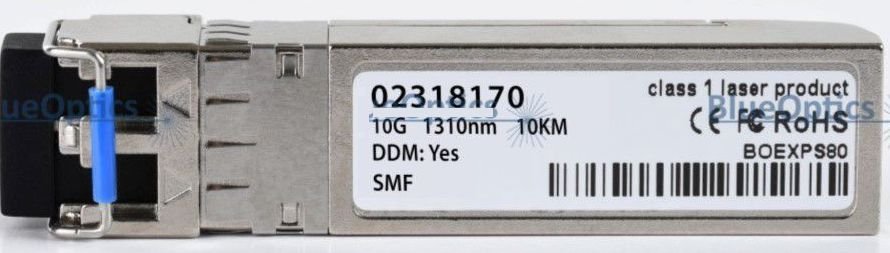 02318170
10G 1310nm 10KM
DDM: Yes
SMF
class 1 laser product
CE FC RoHS
BOEXPS80
BlueOptics
BlueOptics